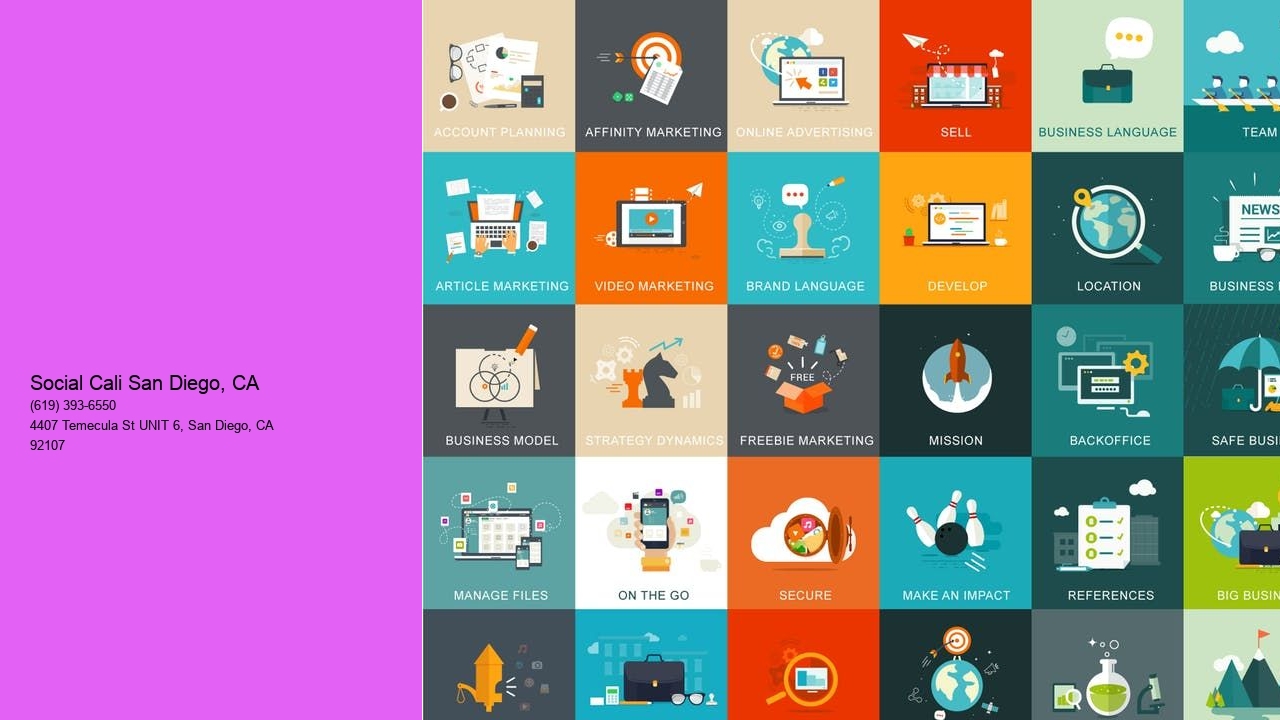 Social Cali San Diego, CA
(619) 393-6550
4407 Temecula St UNIT 6, San Diego, CA
92107
ACCOUNT PLANNING
AFFINITY MARKETING
ONLINE ADVERTISING
SELL
BUSINESS LANGUAGE
TEAM
NEWS
ARTICLE MARKETING
VIDEO MARKETING
BRAND LANGUAGE
DEVELOP
LOCATION
BUSINESS
FREE
BUSINESS MODEL
STRATEGY DYNAMICS
FREEBIE MARKETING
MISSION
BACKOFFICE
SAFE
MANAGE FILES
ON THE GO
SECURE
MAKE AN IMPACT
REFERENCES
BIG